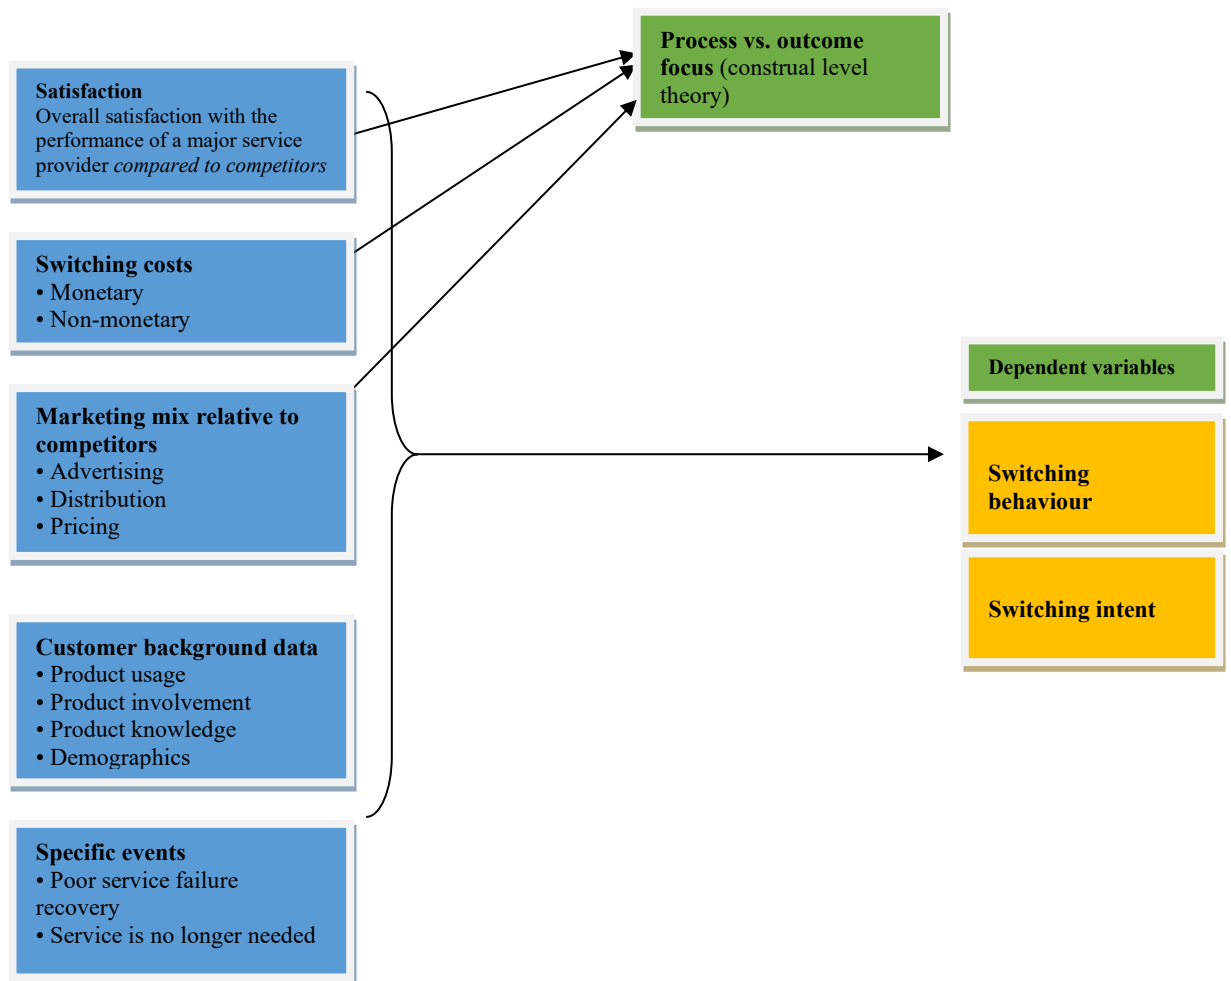 Process vs. outcome
focus (construal level
theory)
Satisfaction
Overall satisfaction with the
performance of a major service
provider compared to competitors
Switching costs
• Monetary
• Non-monetary
Marketing mix relative to
competitors
• Advertising
• Distribution
• Pricing
Dependent variables
Switching
behaviour
Switching intent
Customer background data
• Product usage
• Product involvement
• Product knowledge
• Demographics
Specific events
• Poor service failure
recovery
• Service is no longer needed